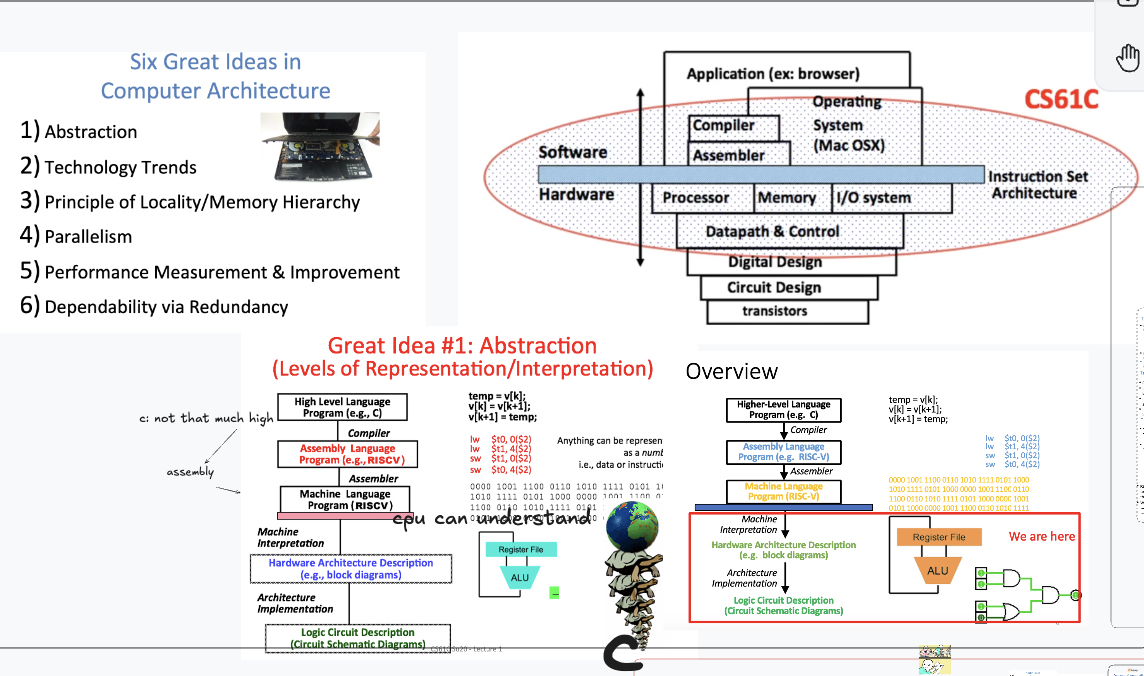 Six Great Ideas in
Computer Architecture
1) Abstraction
2) Technology Trends
3) Principle of Locality/Memory Hierarchy
4) Parallelism
5) Performance Measurement & Improvement
6) Dependability via Redundancy
CS61C
Application (ex: browser)
Operating
System
(Mac OSX)
Compiler
Assembler
Software
Hardware
Instruction Set
Architecture
Processor
Memory
I/O system
Datapath & Control
Digital Design
Circuit Design
transistors
Great Idea #1: Abstraction
(Levels of Representation/Interpretation)
c: not that much high
assembly
High Level Language
Program (e.g., C)
Compiler
Assembly Language
Program (e.g., RISCV)
Assembler
Machine Language
Program (RISCV)
cpu can understand
Machine
Interpretation
Hardware Architecture Description
(e.g., block diagrams)
Architecture
Implementation
Logic Circuit Description
(Circuit Schematic Diagrams)
temp = v[k];
v[k] = v[k+1];
v[k+1] = temp;
lw $t0, 0($2)
lw $t1, 4($2)
sw $t1, 0($2)
sw $t0, 4($2)
Anything can be represen
as a numb
i.e., data or instructi
0000 1001 1100 0110 1010 1111 0101
1010 1111 0101 1000 0000 1001 1100
Register File
ALU
C
Overview
Higher-Level Language
Program (e.g. C)
Compiler
Assembly Language
Program (e.g. RISC-V)
Assembler
Machine Language
Program (RISC-V)
Machine
Interpretation
Hardware Architecture Description
(e.g. block diagrams)
Architecture
Implementation
Logic Circuit Description
(Circuit Schematic Diagrams)
temp = v[k];
v[k] = v[k+1];
v[k+1] = temp;
lw $t0, 0($2)
lw $t1, 4($2)
sw $t1, 0($2)
sw $t0, 4($2)
0000 1001 1100 0110 1010 1111 0101 1000
1010 1111 0101 1000 0000 1001 1100 0110
1100 0110 1010 1111 0101 1000 0000 1001
0101 1000 0000 1001 1100 0110 1010 1111
Register File
ALU
We are here